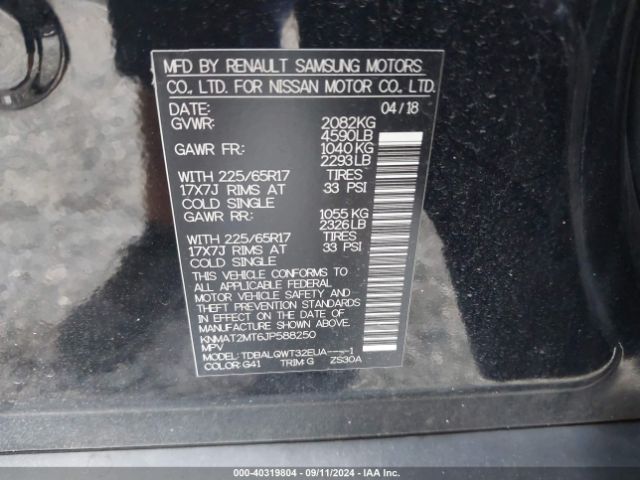 MFD BY RENAULT SAMSUNG MOTORS
CO., LTD. FOR NISSAN MOTOR CO., LTD.
DATE: 04/18
GVWR: 2082KG
4590LB
GAWR FR: 1040KG
2293LB
WITH 225/65R17 TIRES
17X7J RIMS AT 33 PSI
COLD SINGLE
GAWR RR: 1055KG
2326LB
WITH 225/65R17 TIRES
17X7J RIMS AT 33 PSI
COLD SINGLE
THIS VEHICLE CONFORMS TO
ALL APPLICABLE FEDERAL
MOTOR VEHICLE SAFETY AND
THEFT PREVENTION STANDARDS
IN EFFECT ON THE DATE OF
MANUFACTURE SHOWN ABOVE.
KNMAT2MT6JP588250
MPV
MODEL: TDBALQWT32EUA----1
COLOR: G41 TRIM: G ZS30A
000-40319804 - 09/11/2024 - IAA Inc.